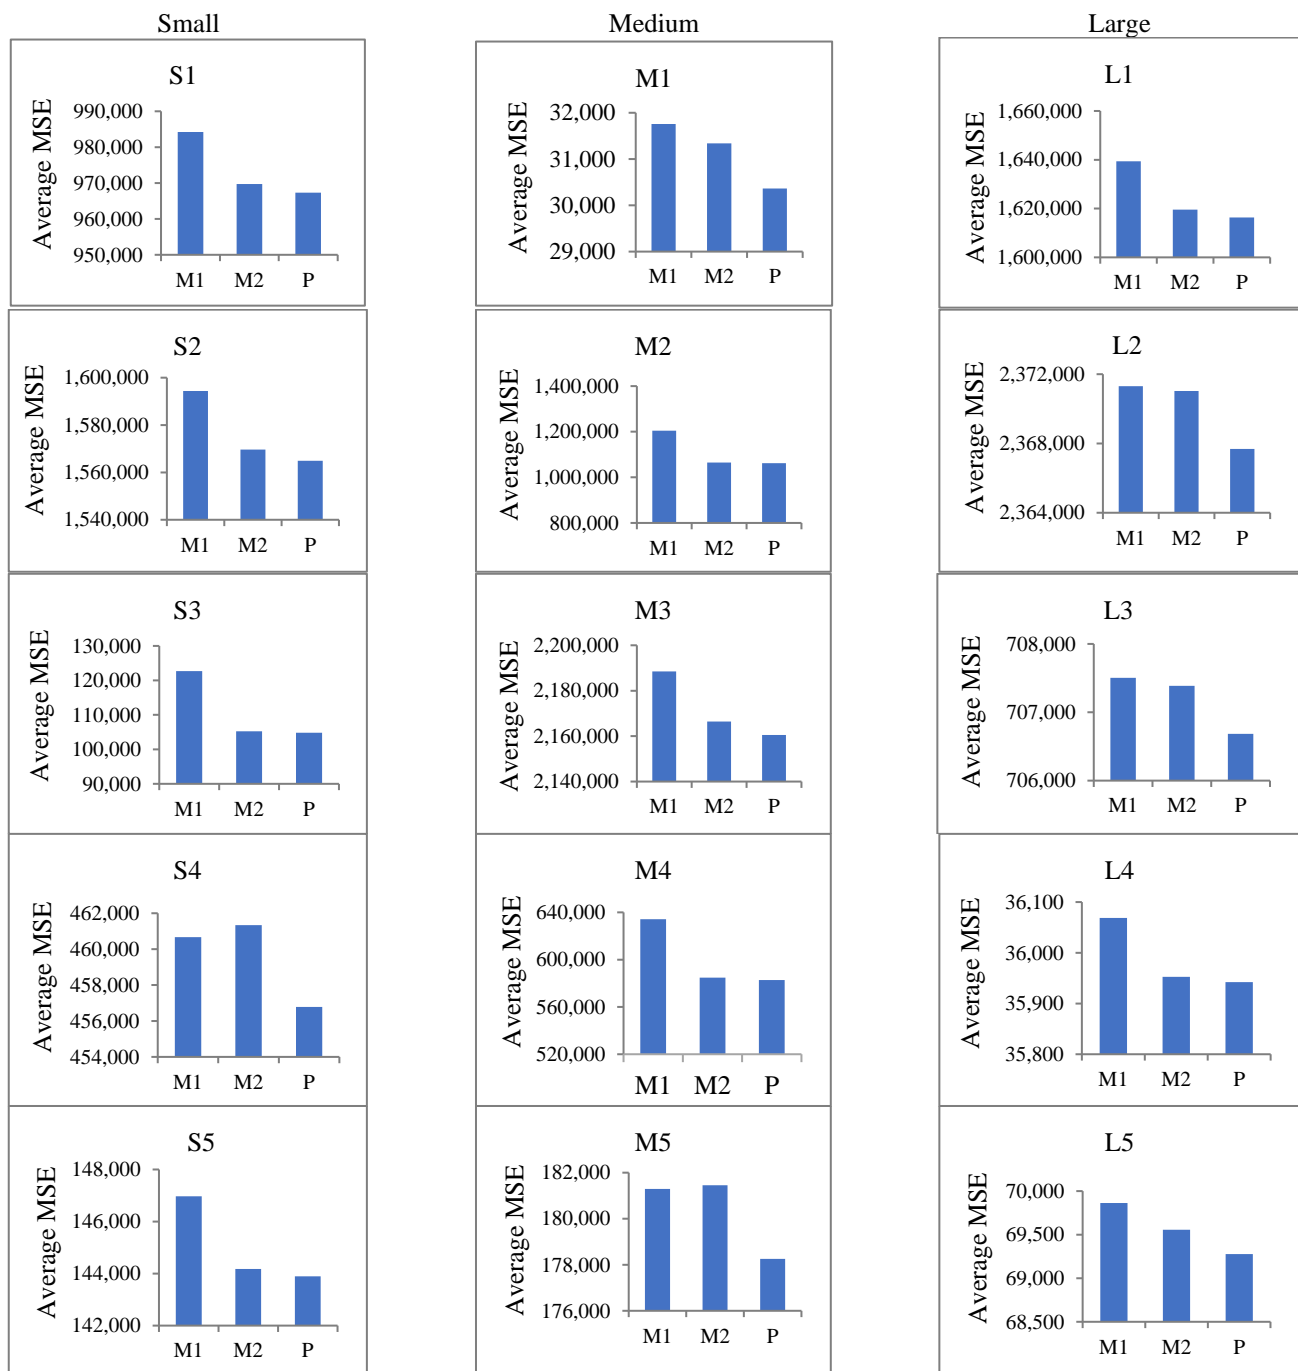 Small
Medium
Large
S1
Average MSE
990,000
980,000
970,000
960,000
950,000
M1 M2 P
M1
Average MSE
32,000
31,000
30,000
29,000
M1 M2 P
L1
Average MSE
1,660,000
1,640,000
1,620,000
1,600,000
M1 M2 P
S2
Average MSE
1,600,000
1,580,000
1,560,000
1,540,000
M1 M2 P
M2
Average MSE
1,400,000
1,200,000
1,000,000
800,000
M1 M2 P
L2
Average MSE
2,372,000
2,368,000
2,364,000
M1 M2 P
S3
Average MSE
130,000
120,000
110,000
100,000
90,000
M1 M2 P
M3
Average MSE
2,200,000
2,180,000
2,160,000
2,140,000
M1 M2 P
L3
Average MSE
708,000
707,000
706,000
M1 M2 P
S4
Average MSE
462,000
460,000
458,000
456,000
454,000
M1 M2 P
M4
Average MSE
640,000
600,000
560,000
520,000
M1 M2 P
L4
Average MSE
36,100
36,000
35,900
35,800
M1 M2 P
S5
Average MSE
148,000
146,000
144,000
142,000
M1 M2 P
M5
Average MSE
182,000
180,000
178,000
176,000
M1 M2 P
L5
Average MSE
70,000
69,500
69,000
68,500
M1 M2 P